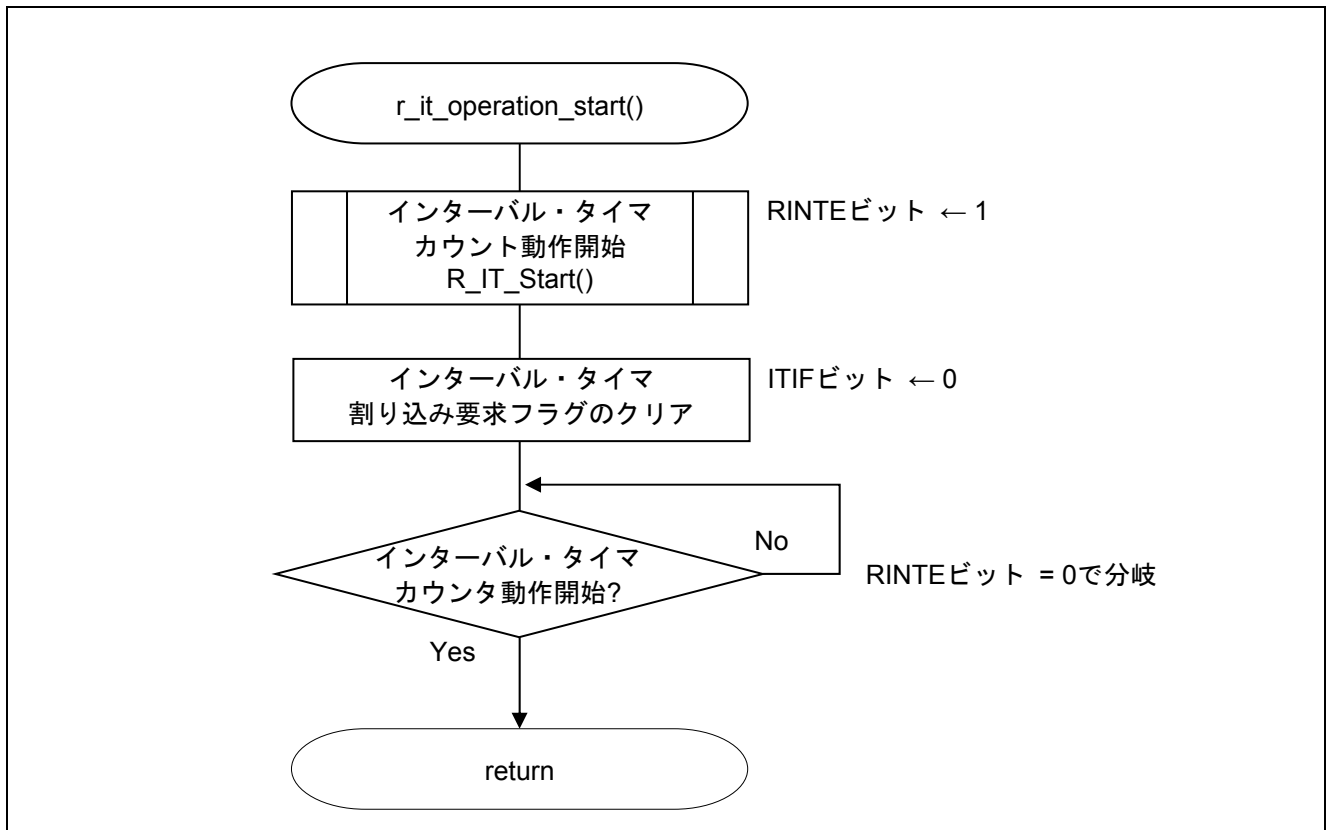 r_it_operation_start()
インターバル・タイマ
カウント動作開始
R_IT_Start()
RINTEビット ← 1
インターバル・タイマ
割り込み要求フラグのクリア
ITIFビット ← 0
インターバル・タイマ
カウンタ動作開始?
No
RINTEビット = 0で分岐
Yes
return